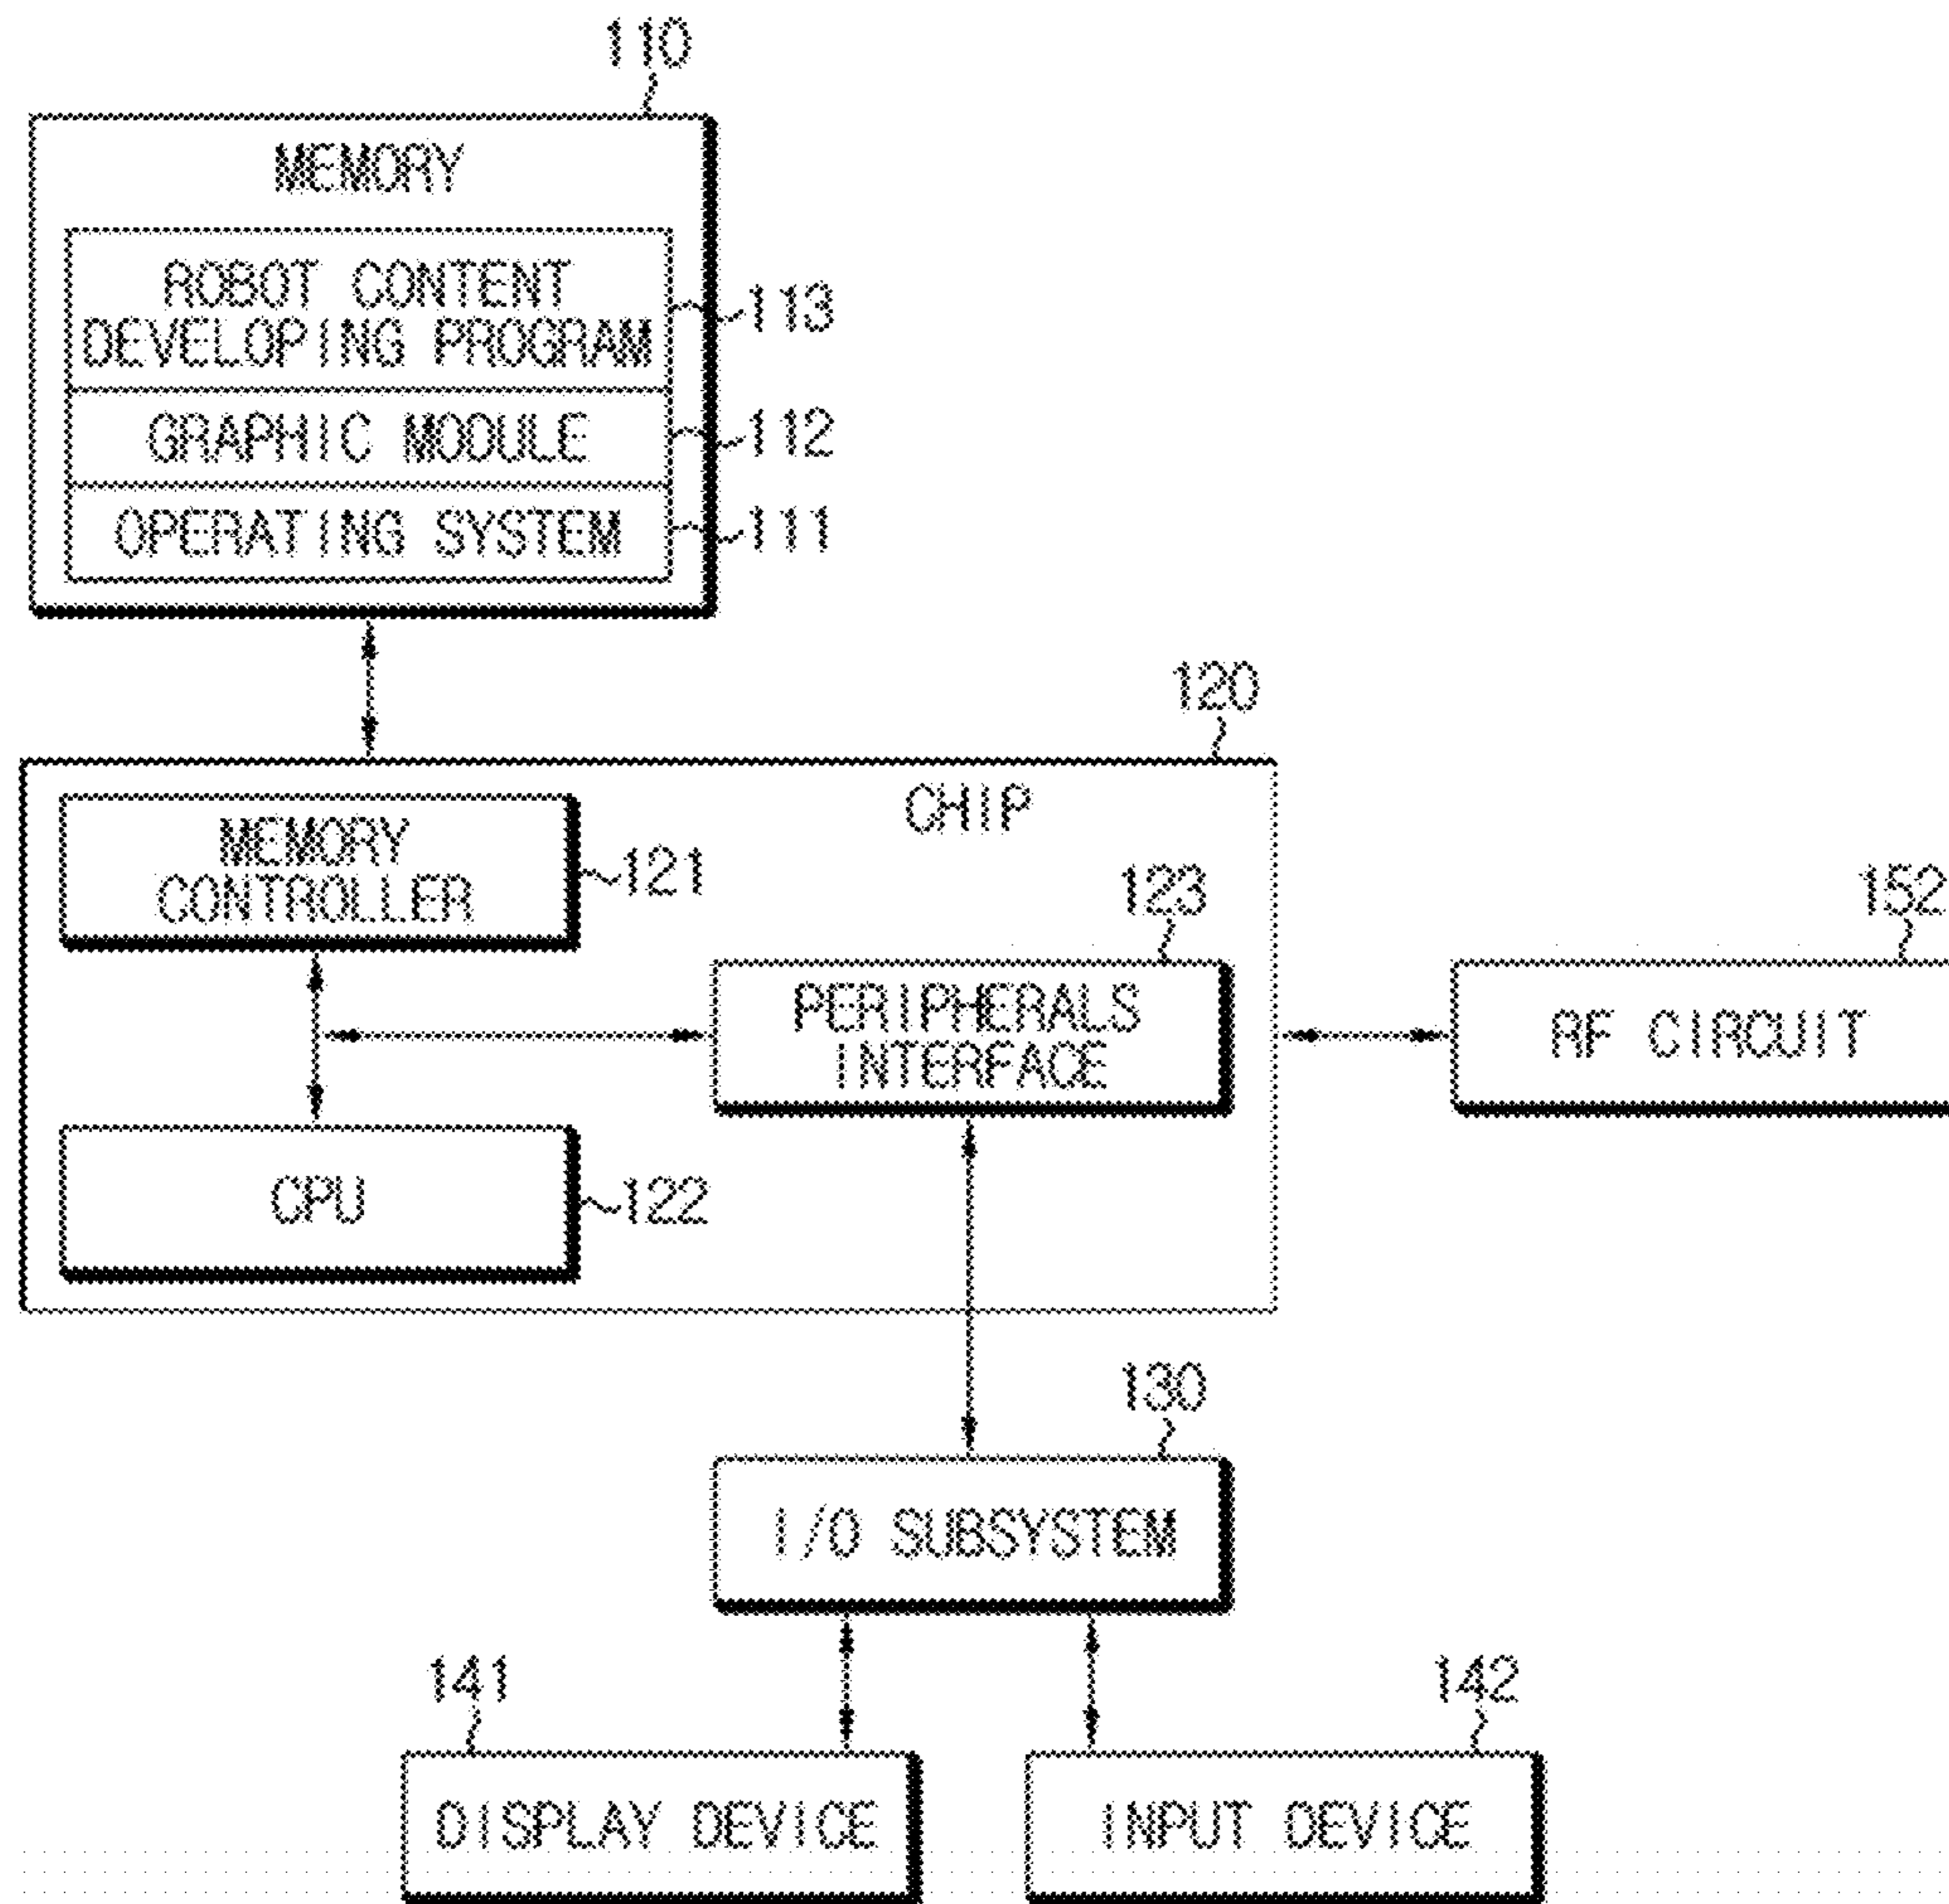 110
MEMORY
ROBOT CONTENT
DEVELOPING PROGRAM
113
GRAPHIC MODULE
112
OPERATING SYSTEM
111
120
CHIP
MEMORY
CONTROLLER
121
123
152
PERIPHERALS
INTERFACE
RF CIRCUIT
CPU
122
130
I/O SUBSYSTEM
141
142
DISPLAY DEVICE
INPUT DEVICE